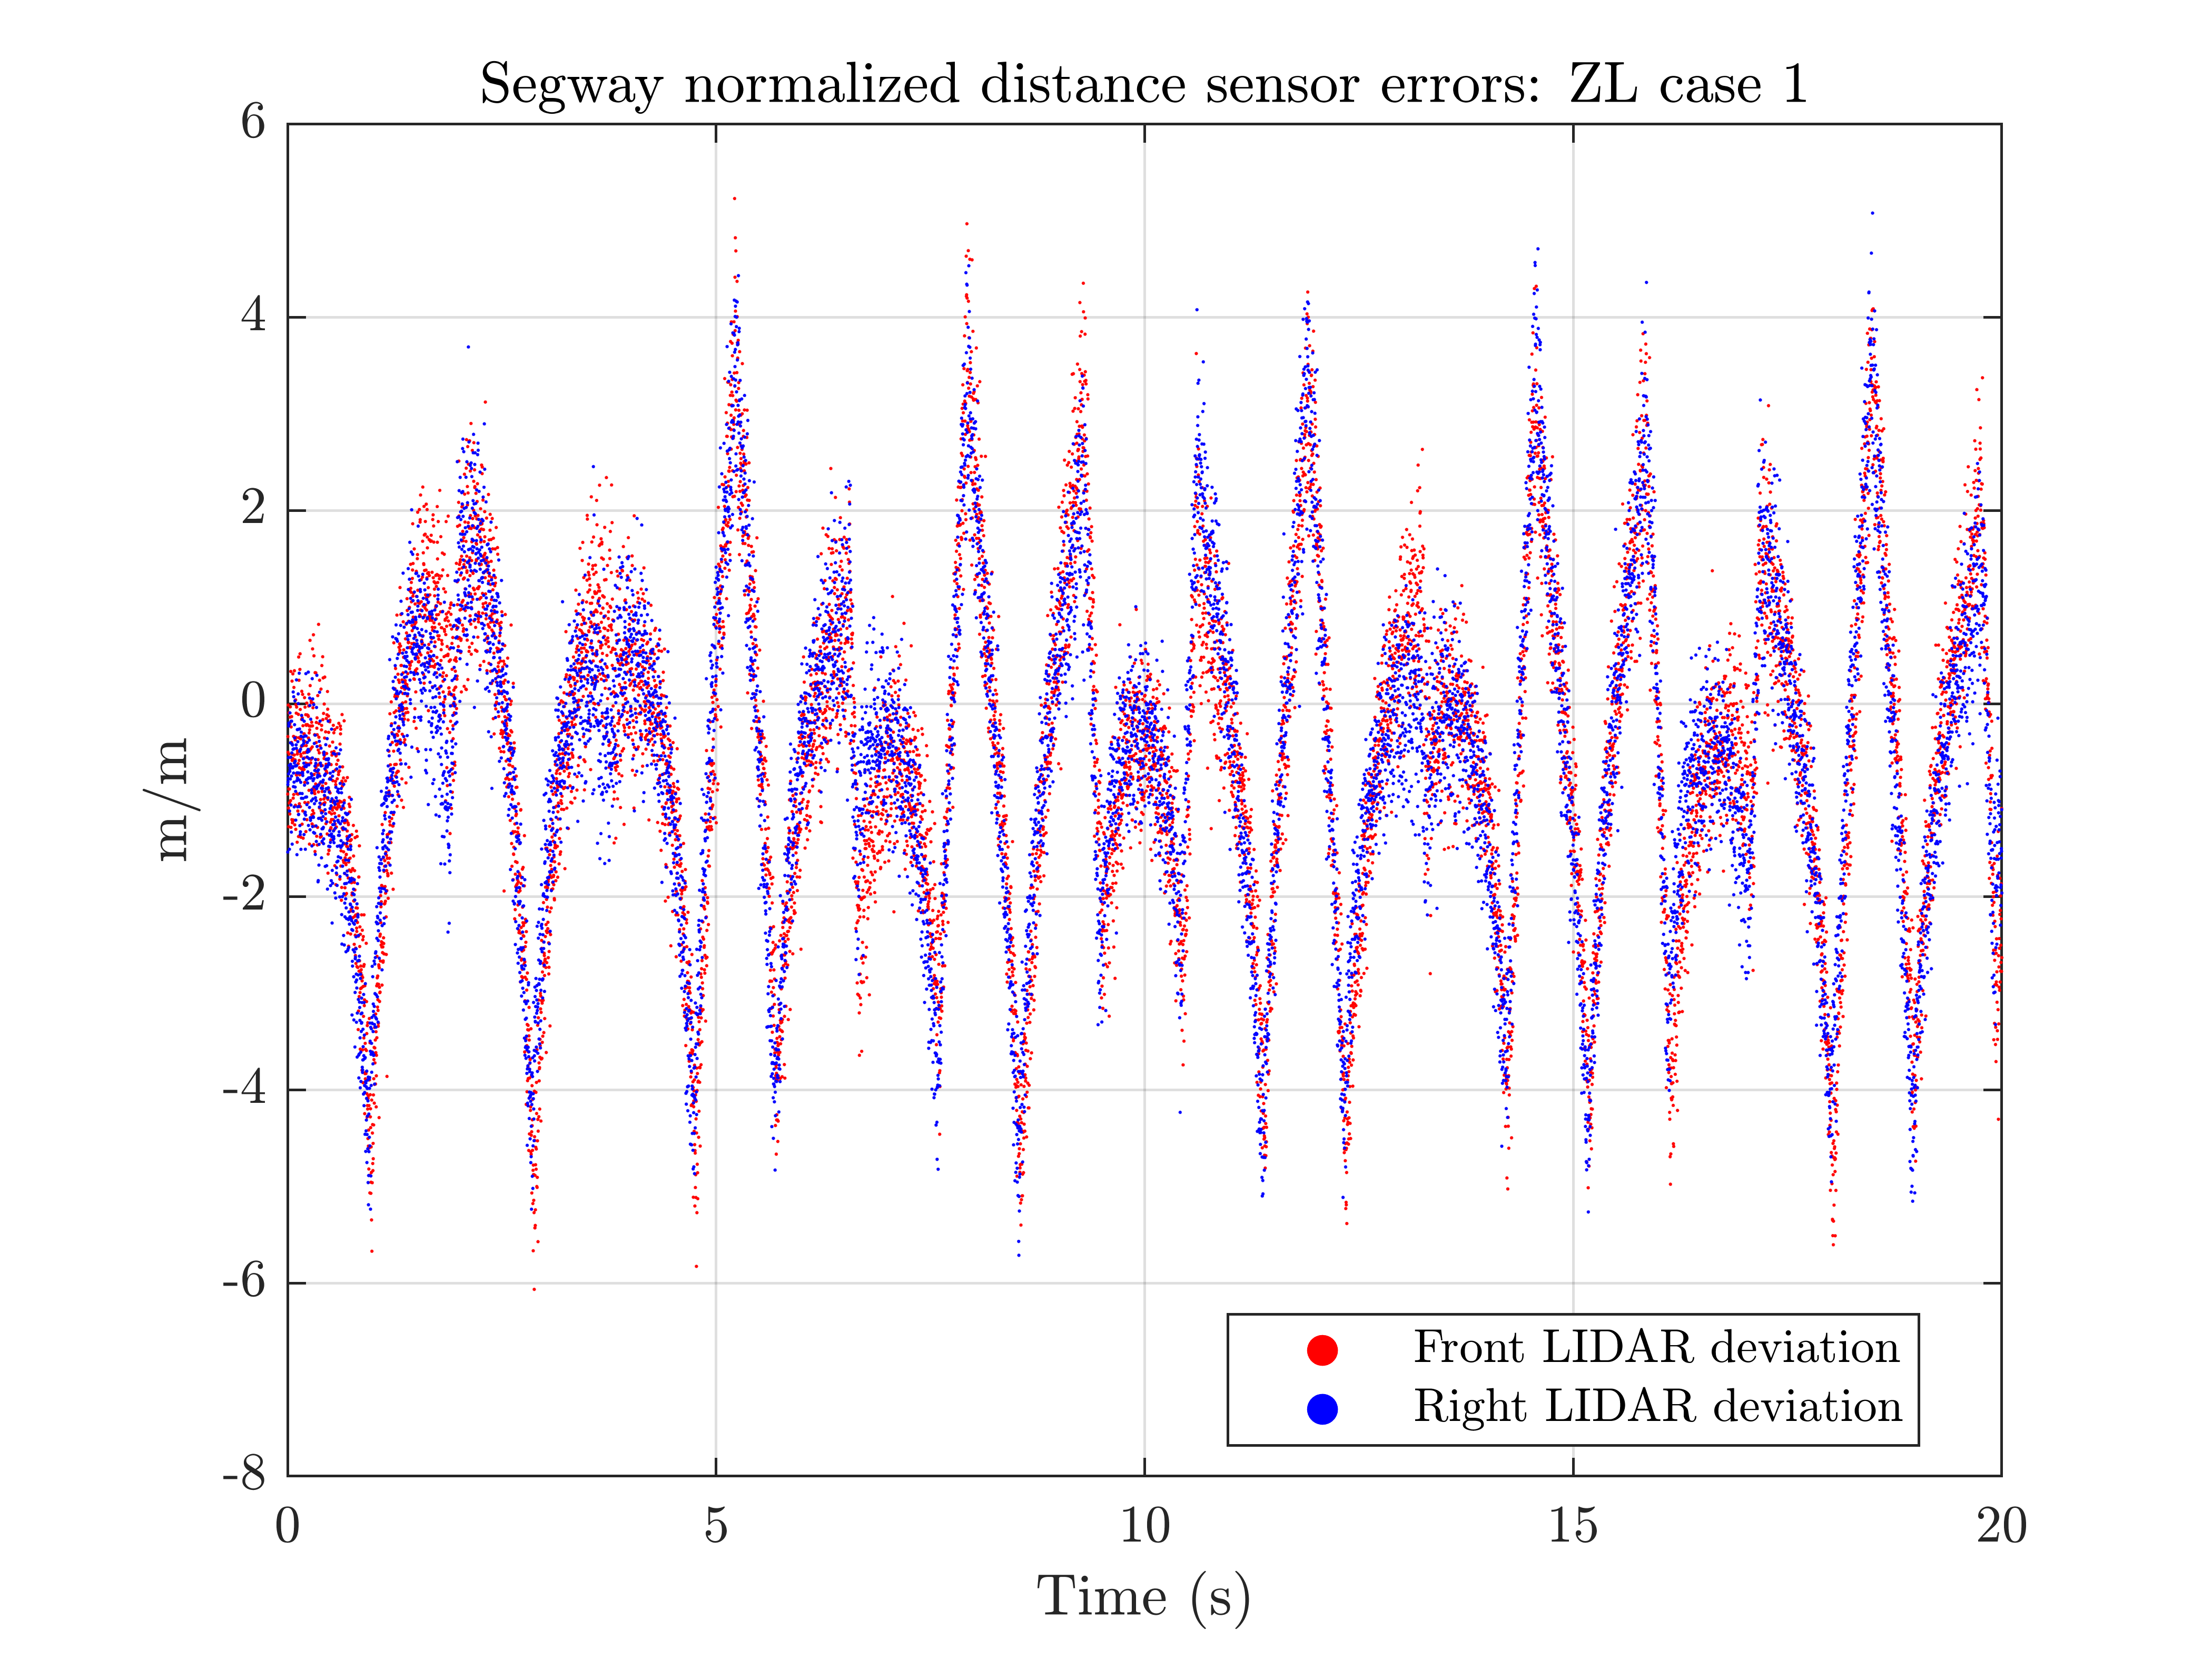 Segway normalized distance sensor errors: ZL case 1
6
4
2
0
-2
-4
-6
-8
m/m
0 5 10 15 20
Time (s)
Front LIDAR deviation
Right LIDAR deviation